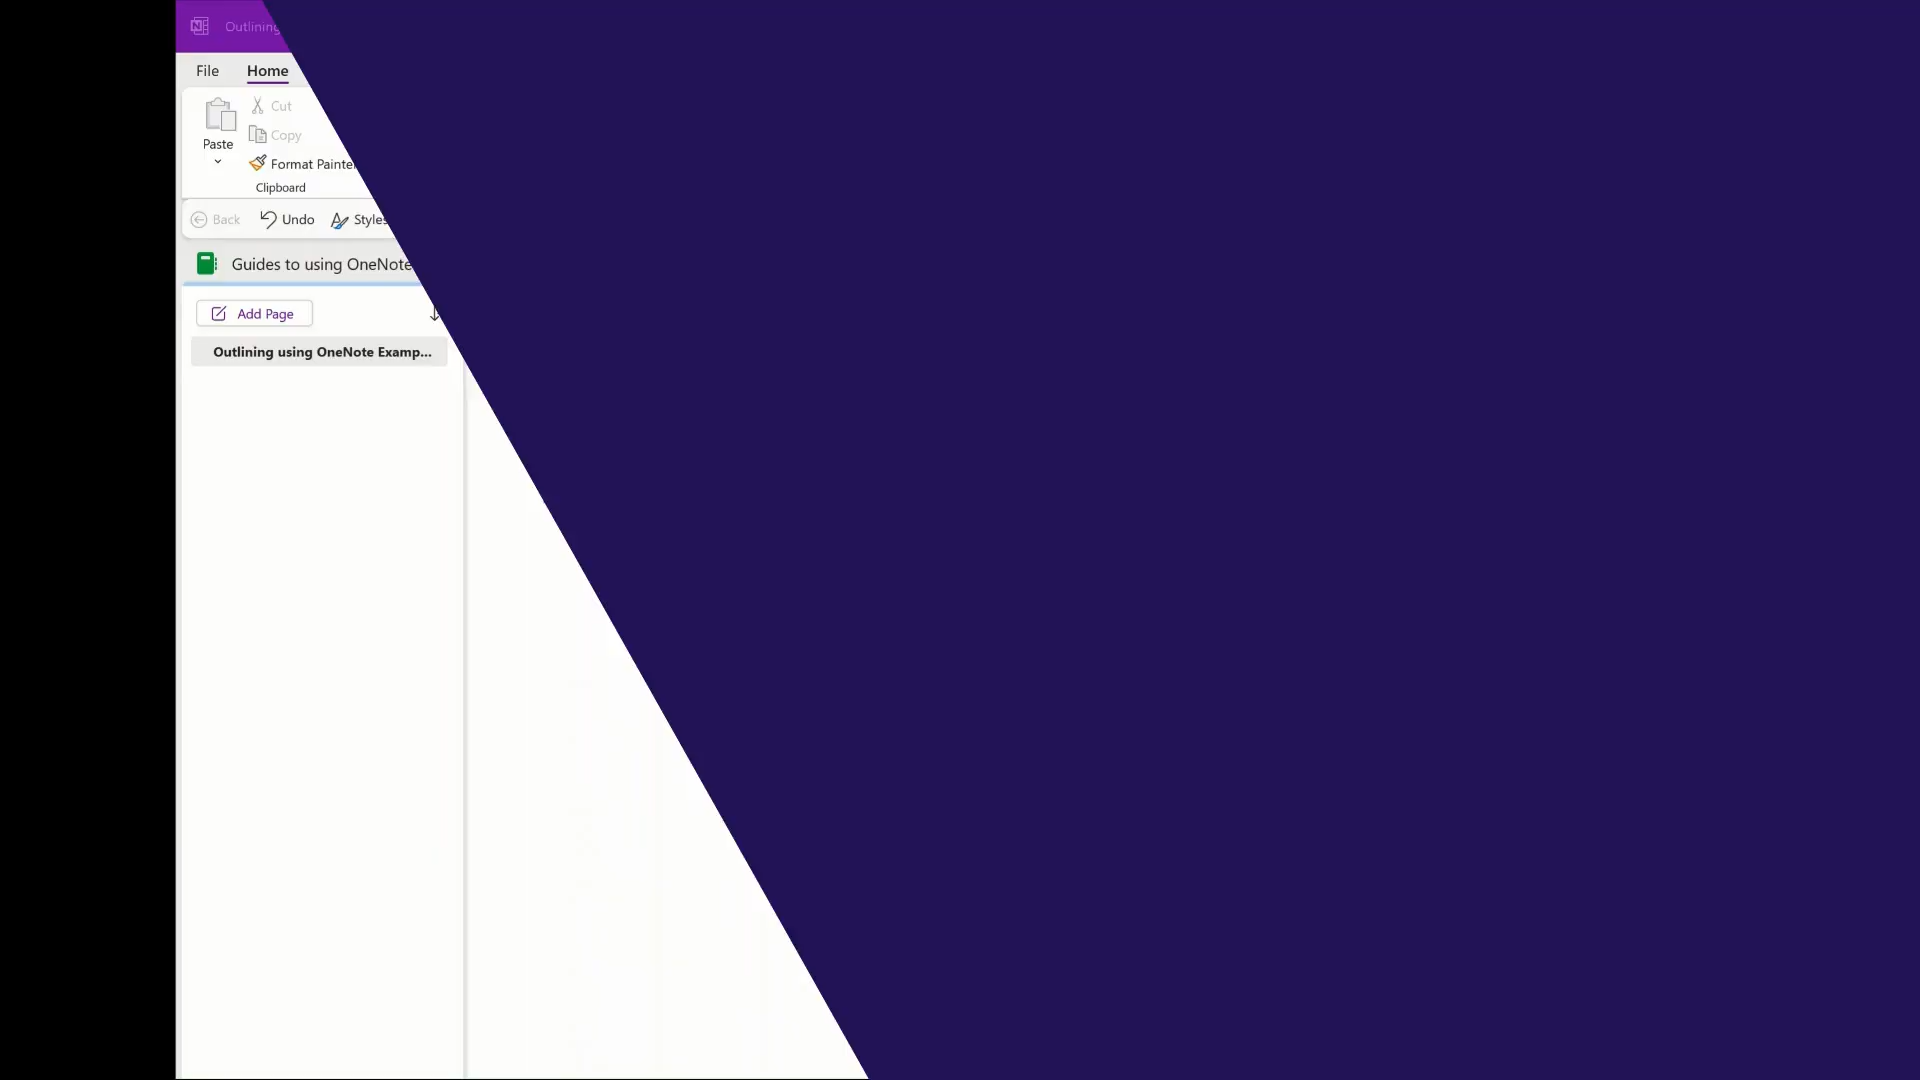 Outlining
File Home
Cut
Copy
Paste
Format Painter
Clipboard
Back Undo Styles
Guides to using OneNote
Add Page
Outlining using OneNote Examp...